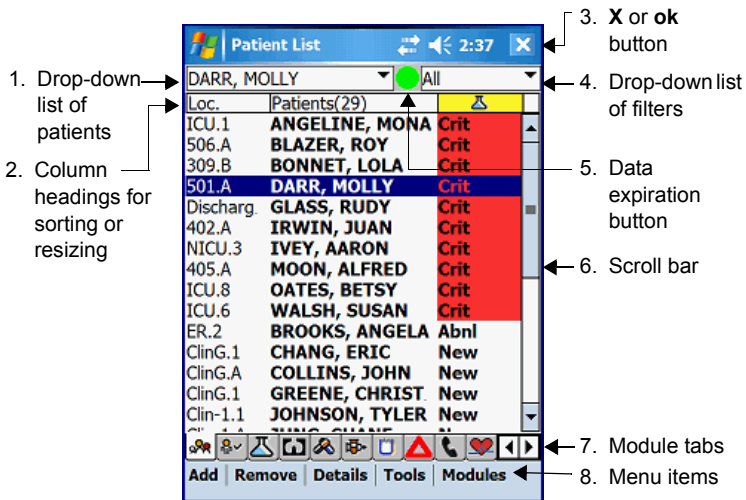 Patient List 2:37
DARR, MOLLY All
Loc. Patients(29)
ICU.1 ANGELINE, MONA Crit
506.A BLAZER, ROY Crit
309.B BONNET, LOLA Crit
501.A DARR, MOLLY Crit
Discharg. GLASS, RUDY Crit
402.A IRWIN, JUAN Crit
NICU.3 IVEY, AARON Crit
405.A MOON, ALFRED Crit
ICU.8 OATES, BETSY Crit
ICU.6 WALSH, SUSAN Crit
ER.2 BROOKS, ANGELA Abnl
ClinG.1 CHANG, ERIC New
ClinG.A COLLINS, JOHN New
ClinG.1 GREENE, CHRIST. New
Clin-1.1 JOHNSON, TYLER New
Add Remove Details Tools Modules
1. Drop-down
list of
patients
2. Column
headings for
sorting or
resizing
3. X or ok
button
4. Drop-down list
of filters
5. Data
expiration
button
6. Scroll bar
7. Module tabs
8. Menu items